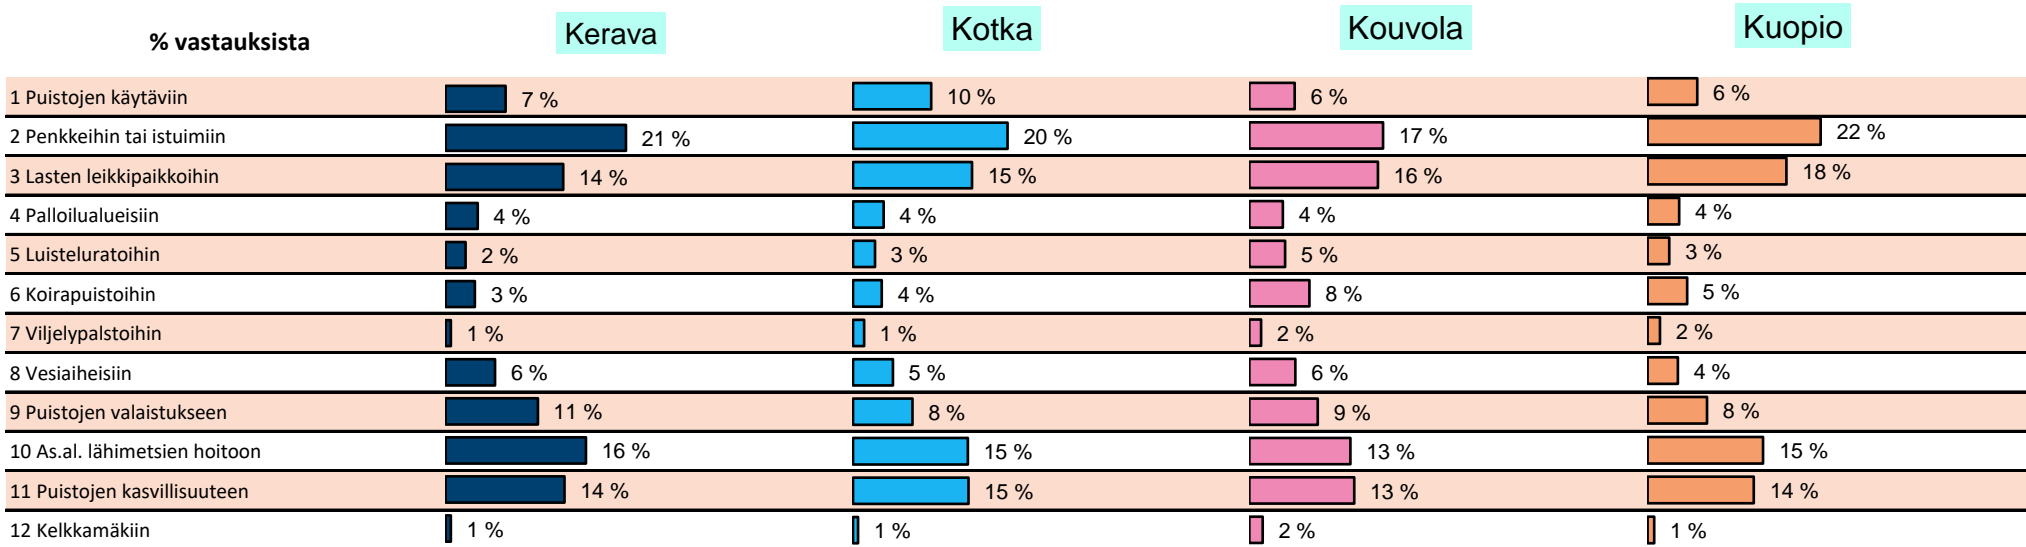 % vastauksista Kerava Kotka Kouvola Kuopio
1 Puistojen käytäviin 7 % 10 % 6 % 6 %
2 Penkkeihin tai istuimiin 21 % 20 % 17 % 22 %
3 Lasten leikkipaikkoihin 14 % 15 % 16 % 18 %
4 Palloilualueisiin 4 % 4 % 4 % 4 %
5 Luisteluratoihin 2 % 3 % 5 % 3 %
6 Koirapuistoihin 3 % 4 % 8 % 5 %
7 Viljelypalstoihin 1 % 1 % 2 % 2 %
8 Vesiaiheisiin 6 % 5 % 6 % 4 %
9 Puistojen valaistukseen 11 % 8 % 9 % 8 %
10 As.al. lähimetsien hoitoon 16 % 15 % 13 % 15 %
11 Puistojen kasvillisuuteen 14 % 15 % 13 % 14 %
12 Kelkkamäkiin 1 % 1 % 2 % 1 %